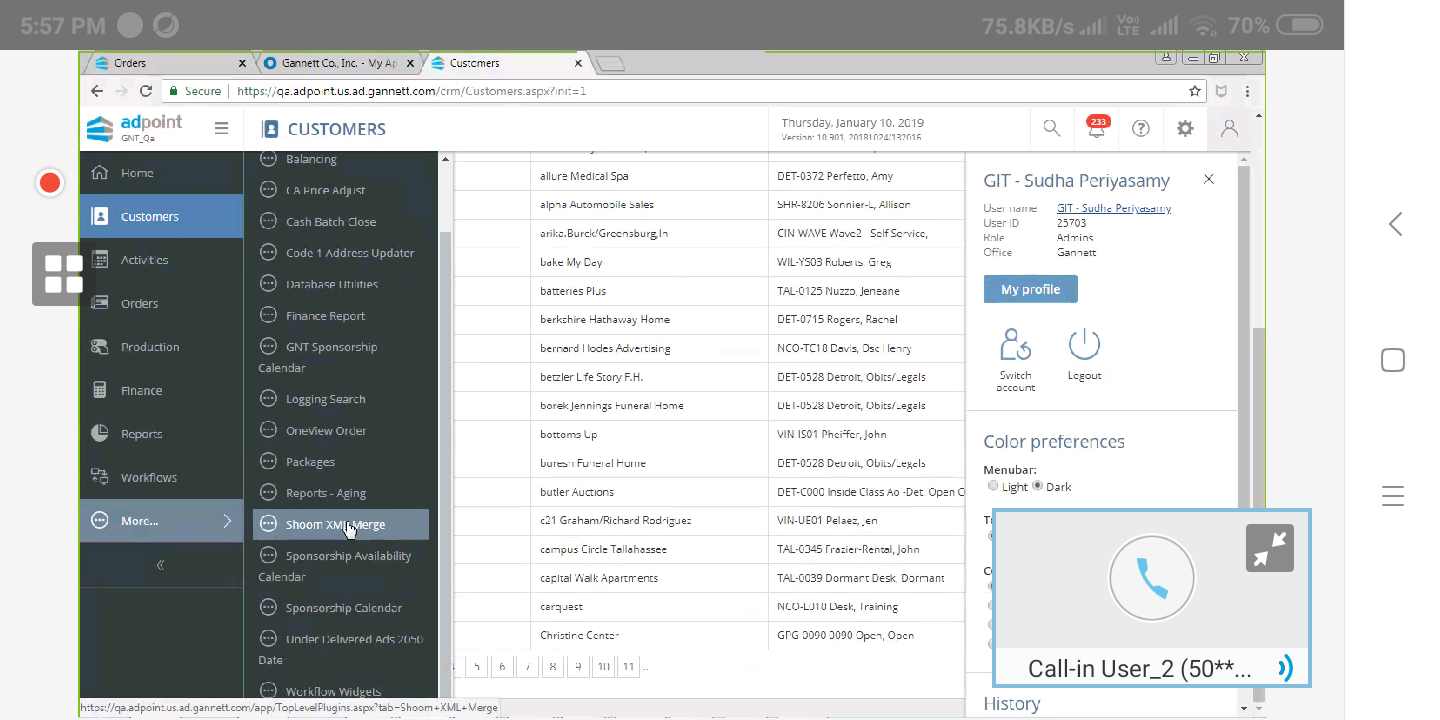 5:57 PM
75.8KB/s
Vo)
LTE
70%
Orders
Gannett Co., Inc. - My Ap
Customers
Secure
https://qa.adpoint.us.ad.gannett.com/crm/Customers.aspx?init=1
adpoint
GNT_Qa
CUSTOMERS
Thursday, January 10, 2019
Version: 10.901, 20181024/132016
233
Home
Customers
Activities
Orders
Production
Finance
Reports
Workflows
More...
Balancing
CA Price Adjust
Cash Batch Close
Code 1 Address Updater
Database Utilities
Finance Report
GNT Sponsorship
Calendar
Logging Search
OneView Order
Packages
Reports - Aging
Shoom XML Merge
Sponsorship Availability
Calendar
Sponsorship Calendar
Under Delivered Ads 2050
Date
Workflow Widgets
allure Medical Spa DET-0372 Perfetto, Amy
alpha Automobile Sales SHR-8206 Sonnier-L, Allison
arika.Burck/Greensburg,In CIN-WAVE Wave2 - Self Service,
bake My Day WIL-YS03 Roberts, Greg
batteries Plus TAL-0125 Nuzzo, Jeneane
berkshire Hathaway Home DET-0715 Rogers, Rachel
bernard Hodes Advertising NCO-TC18 Davis, Dsc Henry
betzler Life Story F.H. DET-0528 Detroit, Obits/Legals
borek Jennings Funeral Home DET-0528 Detroit, Obits/Legals
bottoms Up VIN-IS01 Pheiffer, John
buresh Funeral Home DET-0528 Detroit, Obits/Legals
butler Auctions DET-C000 Inside Class Ao -Det. Open C
c21 Graham/Richard Rodriguez VIN-UE01 Pelaez, Jen
campus Circle Tallahassee TAL-0345 Frazier-Rental, John
capital Walk Apartments TAL-0039 Dormant Desk, Dormant
carquest NCO-L010 Desk, Training
Christine Center GPG-0090 0090 Open, Open
5 6 7 8 9 10 11 ..
GIT - Sudha Periyasamy
User name GIT - Sudha Periyasamy
User ID 25703
Role Admins
Office Gannett
My profile
Switch
account
Logout
Color preferences
Menubar:
Light Dark
Call-in User_2 (50**...
History
https://qa.adpoint.us.ad.gannett.com/app/TopLevelPlugins.aspx?tab=Shoom+XML+Merge